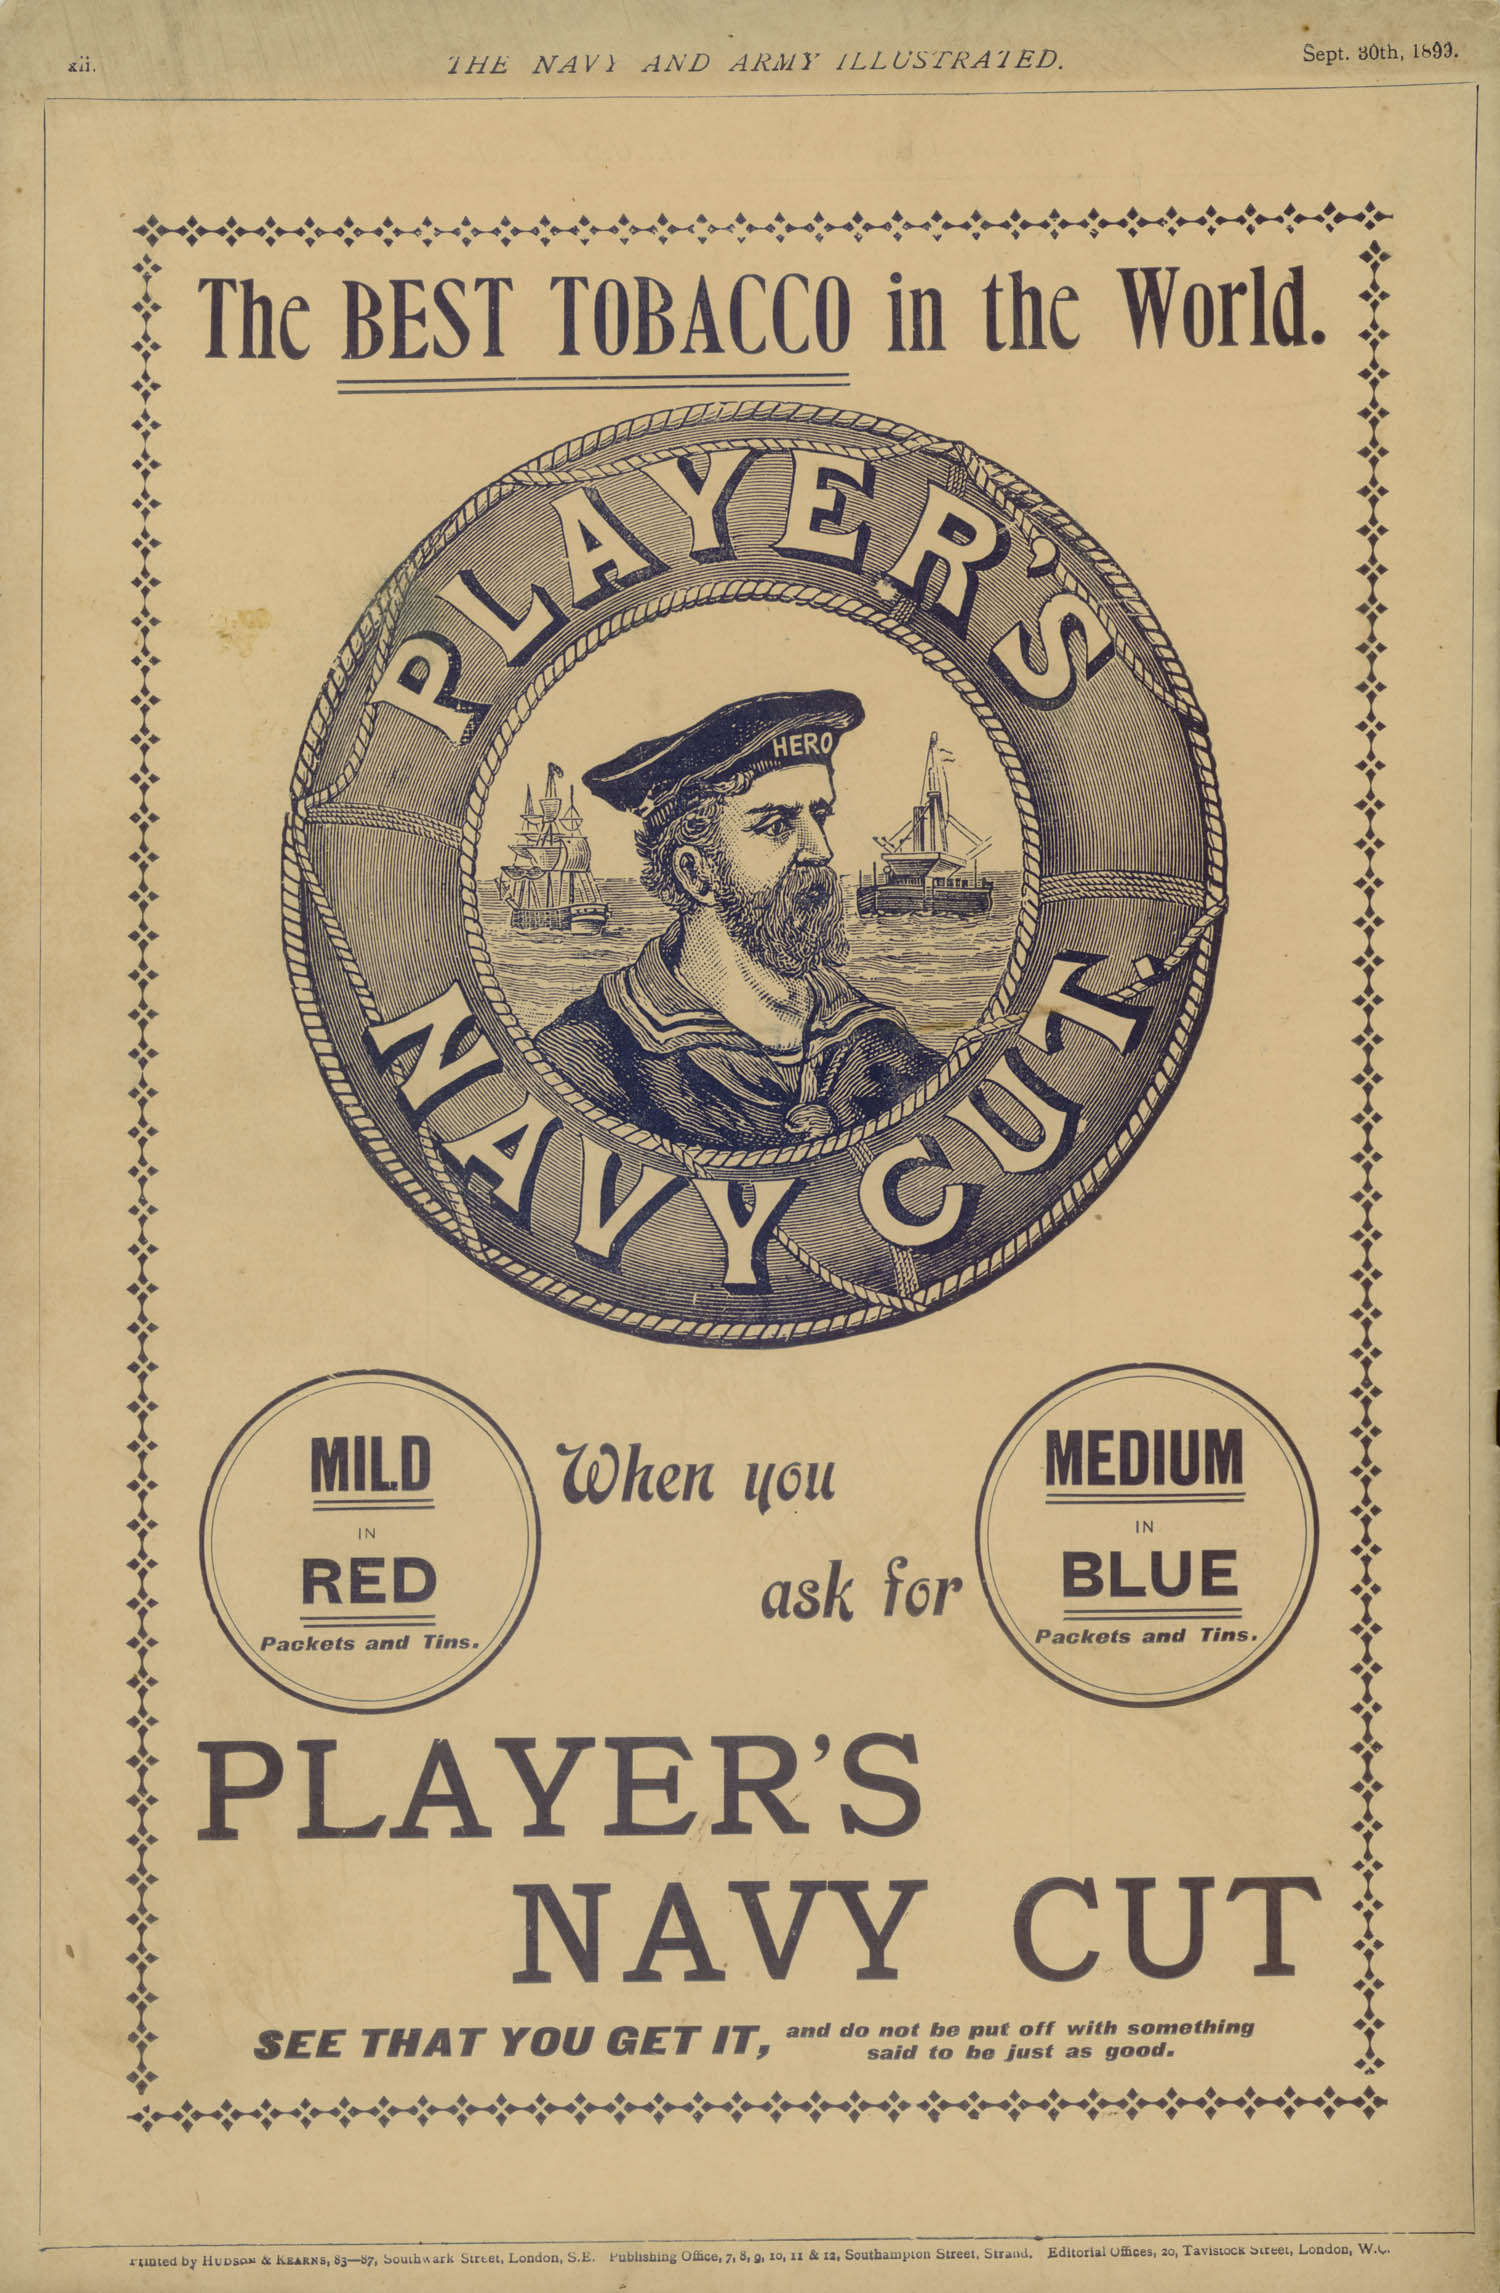 xii.
THE NAVY AND ARMY ILLUSTRATED.
Sept. 30th, 1899.
The BEST TOBACCO in the World.
PLAYER'S
HERO
NAVY CUT
MILD
IN
RED
Packets and Tins.
When you
ask for
MEDIUM
IN
BLUE
Packets and Tins.
PLAYER'S
NAVY CUT
SEE THAT YOU GET IT, and do not be put off with something
said to be just as good.
Printed by HUDSON & KEARNS, 83—87, Southwark Street, London, S.E. Publishing Office, 7, 8, 9, 10, 11 & 12, Southampton Street, Strand. Editorial Offices, 20, Tavistock Street, London, W.C.